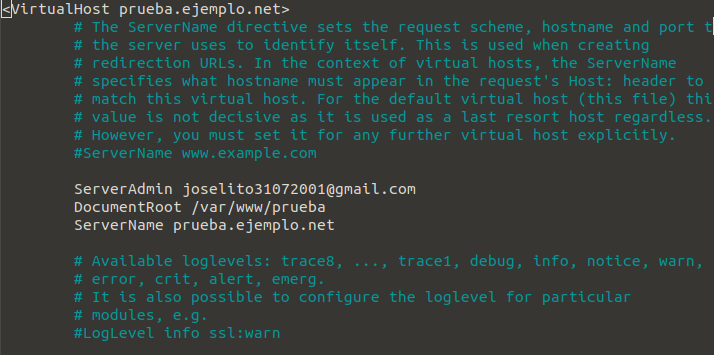 <VirtualHost prueba.ejemplo.net>
# The ServerName directive sets the request scheme, hostname and port t
# the server uses to identify itself. This is used when creating
# redirection URLs. In the context of virtual hosts, the ServerName
# specifies what hostname must appear in the request's Host: header to
# match this virtual host. For the default virtual host (this file) thi
# value is not decisive as it is used as a last resort host regardless.
# However, you must set it for any further virtual host explicitly.
#ServerName www.example.com
ServerAdmin joselito31072001@gmail.com
DocumentRoot /var/www/prueba
ServerName prueba.ejemplo.net
# Available loglevels: trace8, ..., trace1, debug, info, notice, warn,
# error, crit, alert, emerg.
# It is also possible to configure the loglevel for particular
# modules, e.g.
#LogLevel info ssl:warn